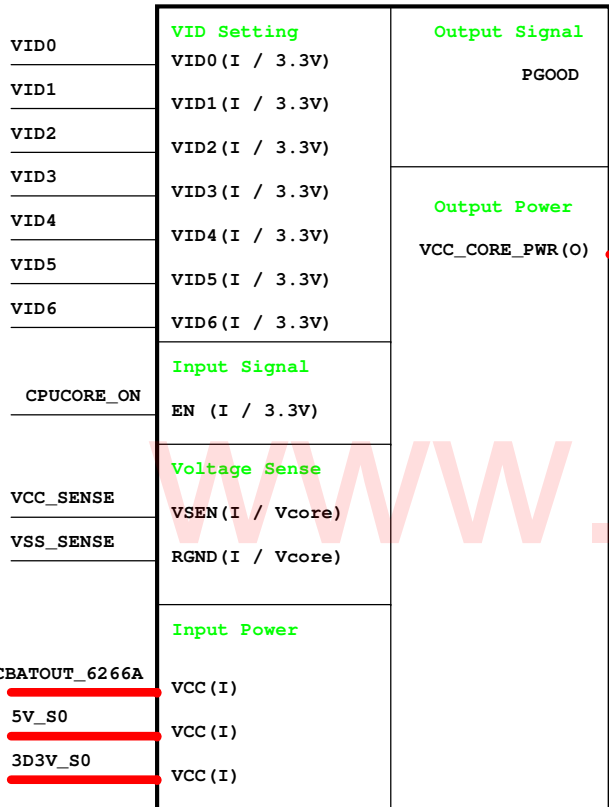 VID Setting
Output Signal
VID0
VID0(I / 3.3V)
PGOOD
VID1
VID1(I / 3.3V)
VID2
VID2(I / 3.3V)
VID3
VID3(I / 3.3V)
Output Power
VID4
VID4(I / 3.3V)
VCC_CORE_PWR(O)
VID5
VID5(I / 3.3V)
VID6
VID6(I / 3.3V)
Input Signal
CPUCORE_ON
EN (I / 3.3V)
Voltage Sense
WWW.
VCC_SENSE
VSEN(I / Vcore)
VSS_SENSE
RGND(I / Vcore)
Input Power
CBATOUT_6266A
VCC(I)
5V_S0
VCC(I)
3D3V_S0
VCC(I)